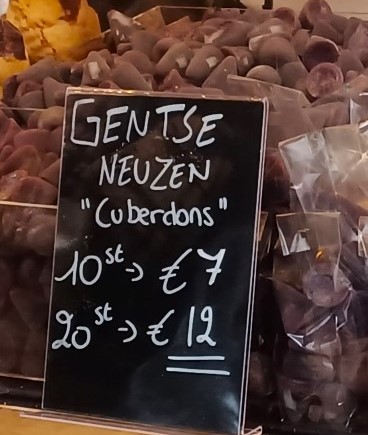 GENTSE
NEUZEN
"Cuberdons"
10st → € 7
20st → € 12